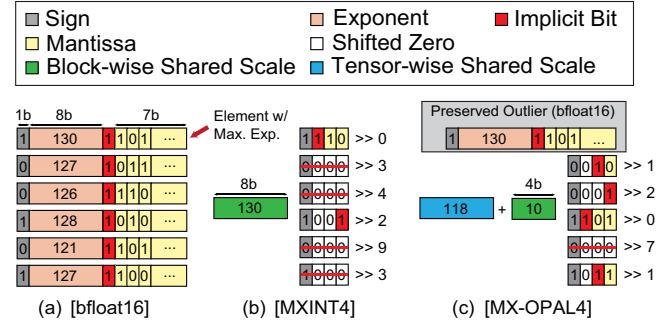 Sign Exponent Implicit Bit
Mantissa Shifted Zero
Block-wise Shared Scale Tensor-wise Shared Scale
1b 8b 7b
1 130 1 1 0 1 ...
0 127 1 0 1 1 ...
0 126 1 1 0 1 ...
1 128 1 1 0 0 ...
0 121 1 1 0 1 ...
1 127 1 1 0 0 ...
Element w/
Max. Exp.
(a) [bfloat16]
8b
130
1 1 1 0 >> 0
0 0 0 0 >> 3
0 0 0 0 >> 4
1 0 0 1 >> 2
0 0 0 0 >> 9
1 0 0 0 >> 3
(b) [MXINT4]
Preserved Outlier (bfloat16)
1 130 1 1 0 1 ...
118 + 4b
10
0 0 1 0 >> 1
0 0 0 1 >> 2
1 1 0 1 >> 0
0 0 0 0 >> 7
1 0 1 1 >> 1
(c) [MX-OPAL4]